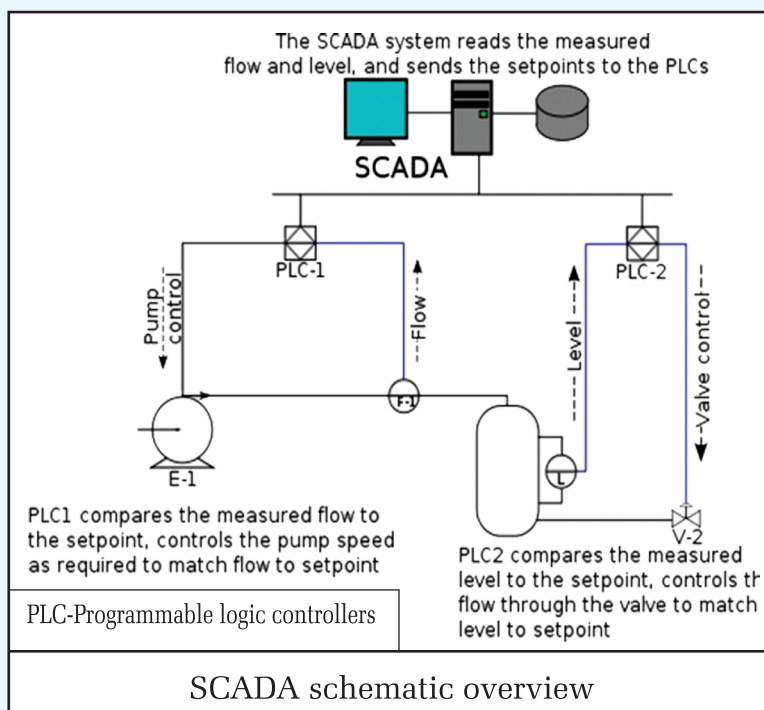 The SCADA system reads the measured
flow and level, and sends the setpoints to the PLCs
SCADA
PLC-1
PLC-2
Pump
control
Flow
Level
Valve control
F-1
E-1
L
V-2
PLC1 compares the measured flow to
the setpoint, controls the pump speed
as required to match flow to setpoint
PLC2 compares the measured
level to the setpoint, controls th
flow through the valve to match
level to setpoint
PLC-Programmable logic controllers
SCADA schematic overview